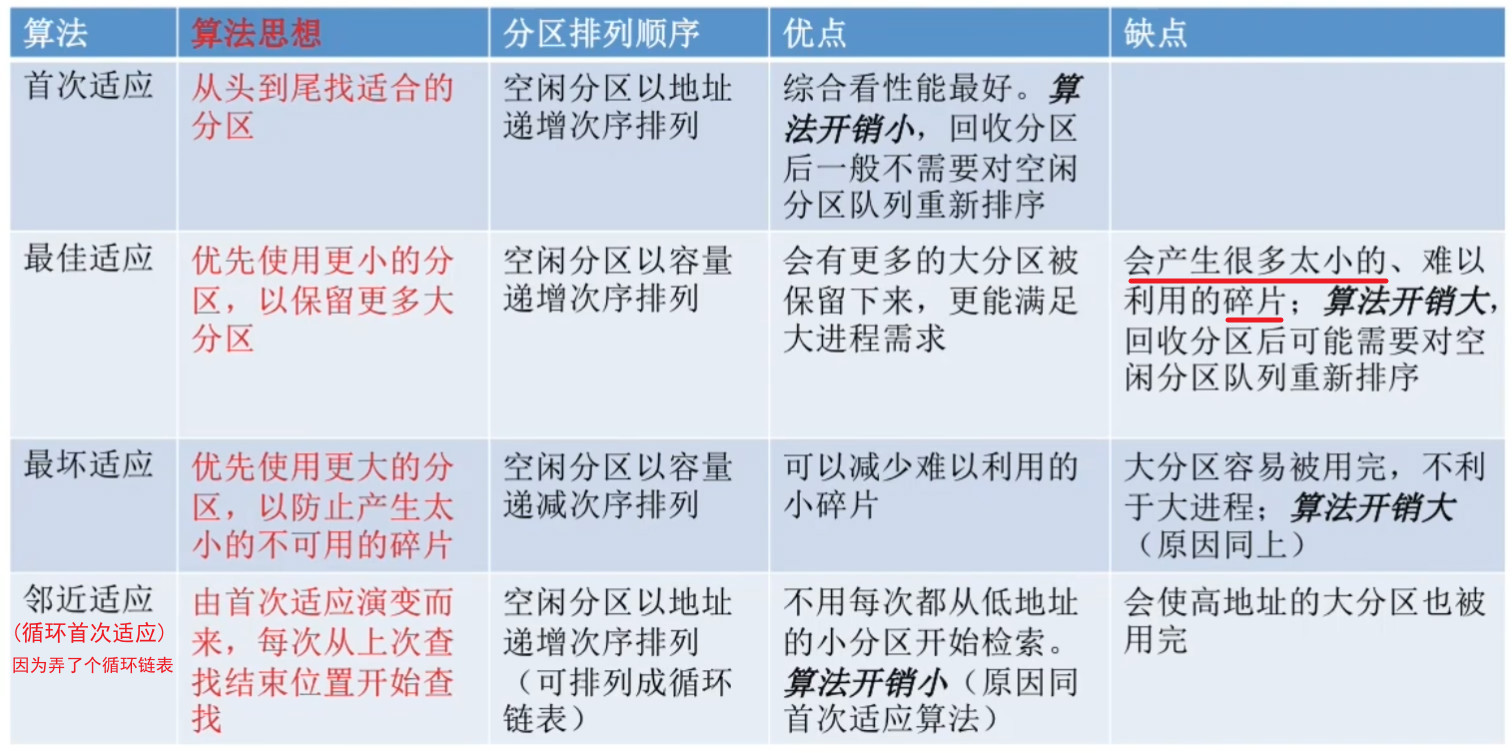 算法
算法思想
分区排列顺序
优点
缺点
首次适应
从头到尾找适合的
分区
空闲分区以地址
递增次序排列
综合看性能最好。算
法开销小，回收分区
后一般不需要对空闲
分区队列重新排序
最佳适应
优先使用更小的分
区，以保留更多大
分区
空闲分区以容量
递增次序排列
会有更多的大分区被
保留下来，更能满足
大进程需求
会产生很多太小的、难以
利用的碎片；算法开销大，
回收分区后可能需要对空
闲分区队列重新排序
最坏适应
优先使用更大的分
区，以防止产生太
小的不可用的碎片
空闲分区以容量
递减次序排列
可以减少难以利用的
小碎片
大分区容易被用完，不利
于大进程；算法开销大
（原因同上）
邻近适应
(循环首次适应)
因为弄了个循环链表
由首次适应演变而
来，每次从上次查
找结束位置开始查
找
空闲分区以地址
递增次序排列
（可排列成循环
链表）
不用每次都从低地址
的小分区开始检索。
算法开销小（原因同
首次适应算法）
会使高地址的大分区也被
用完